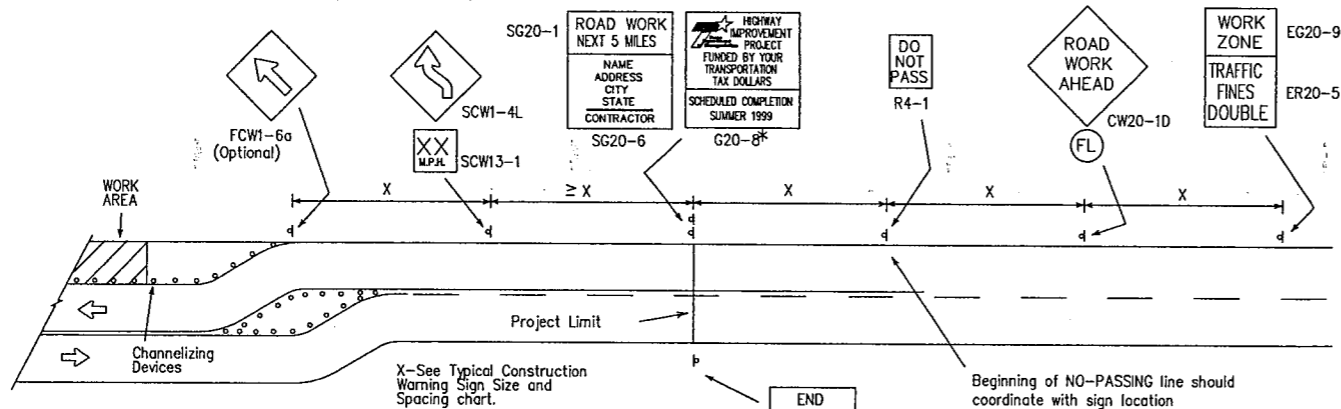 SG20-1
ROAD WORK
NEXT 5 MILES
NAME
ADDRESS
CITY
STATE
CONTRACTOR
SG20-6
HIGHWAY
IMPROVEMENT
PROJECT
FUNDED BY YOUR
TRANSPORTATION
TAX DOLLARS
SCHEDULED COMPLETION
SUMMER 1999
G20-8*
DO
NOT
PASS
R4-1
ROAD
WORK
AHEAD
CW20-1D
FL
WORK
ZONE
EG20-9
TRAFFIC
FINES
DOUBLE
ER20-5
FCW1-6a
(Optional)
SCW1-4L
XX
M.P.H.
SCW13-1
WORK
AREA
X
≥ X
X
X
X
Project Limit
Channelizing
Devices
X-See Typical Construction
Warning Sign Size and
Spacing chart.
END
Beginning of NO-PASSING line should
coordinate with sign location